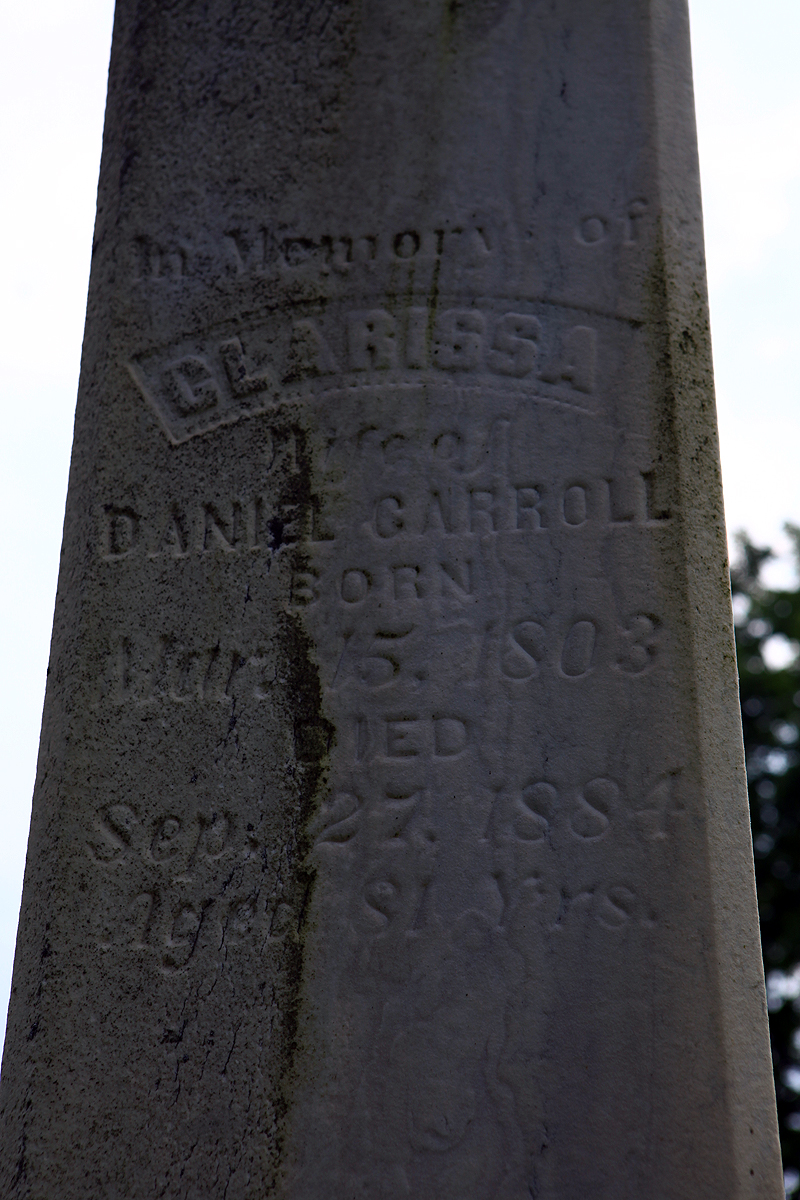 In Memory of
CLARISSA
Wife of
DANIEL CARROLL
BORN
Mar. 15, 1803
DIED
Sep. 27, 1884
Aged 81 Yrs.